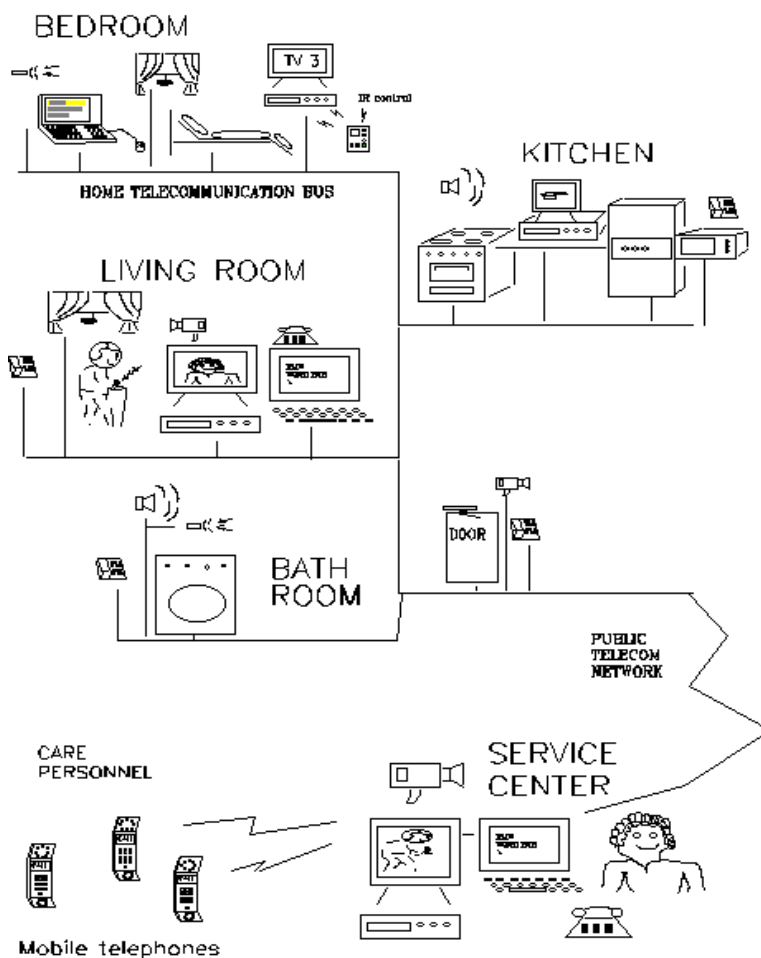 BEDROOM
TV 3
IR control
KITCHEN
HOME TELECOMMUNICATION BUS
LIVING ROOM
DOOR
BATH
ROOM
PUBLIC
TELECOM
NETWORK
CARE
PERSONNEL
SERVICE
CENTER
Mobile telephones